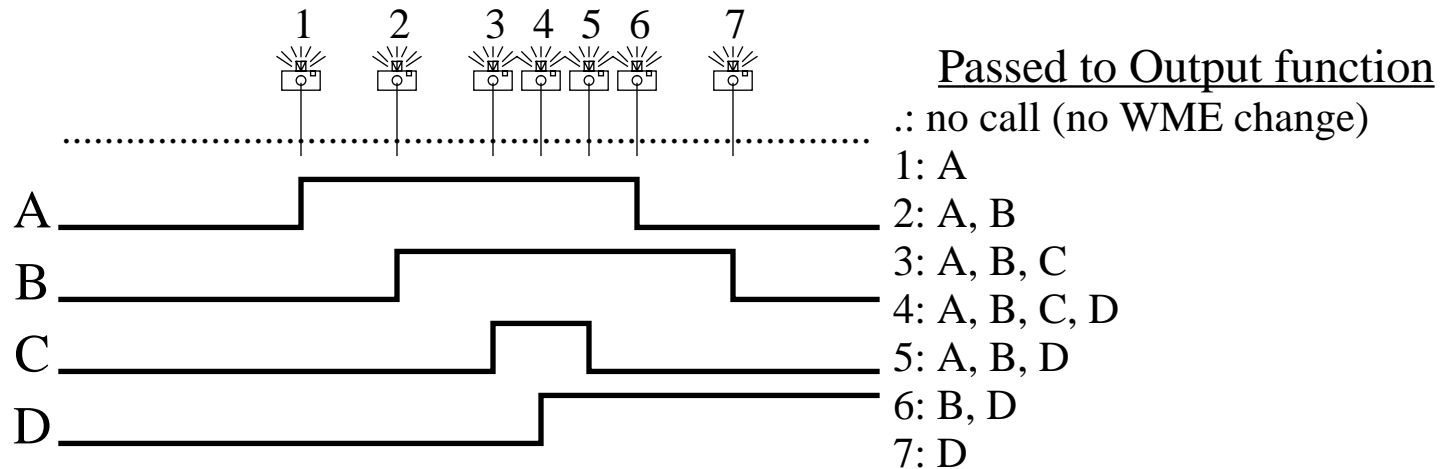 1 2 3 4 5 6 7
Passed to Output function
.: no call (no WME change)
1: A
2: A, B
3: A, B, C
4: A, B, C, D
5: A, B, D
6: B, D
7: D
A
B
C
D